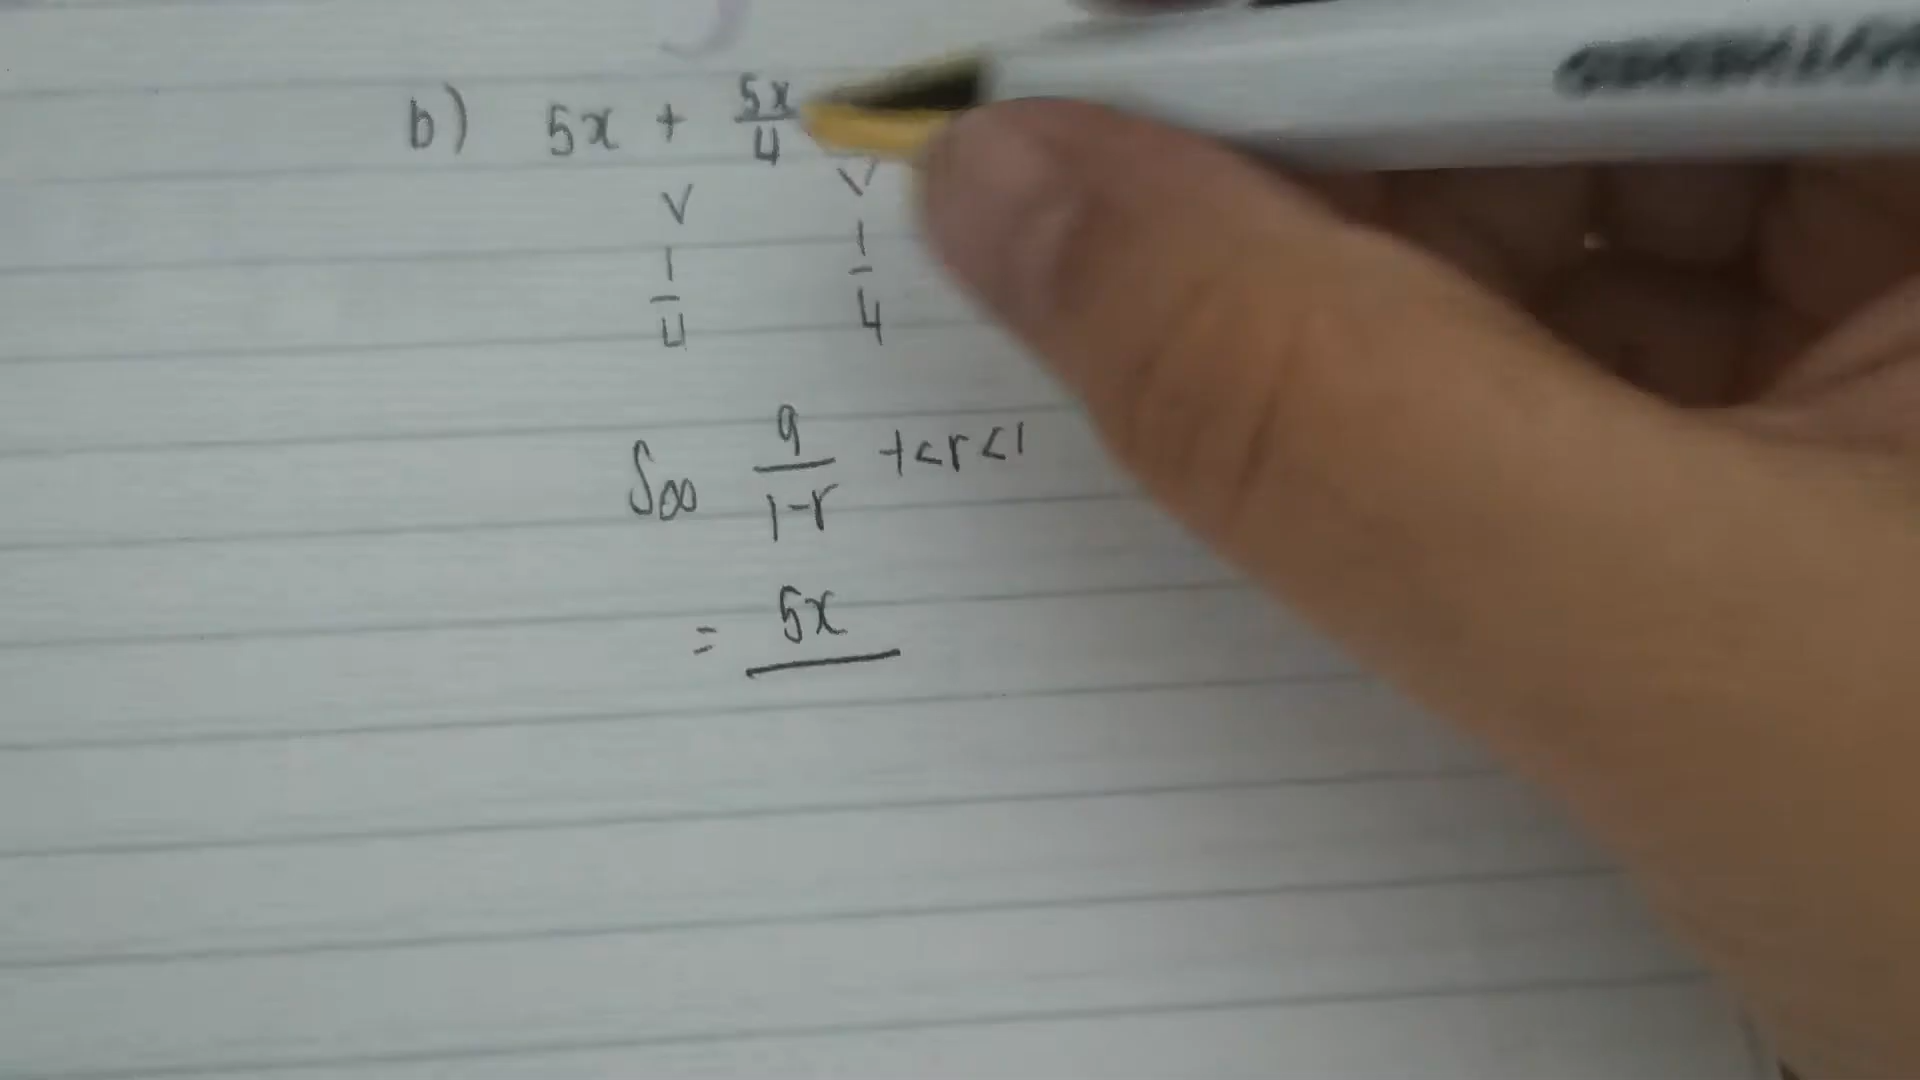 b) 5x + 5x/4
V V
1/4 1/4
S∞ a/1-r -1<r<1
= 5x